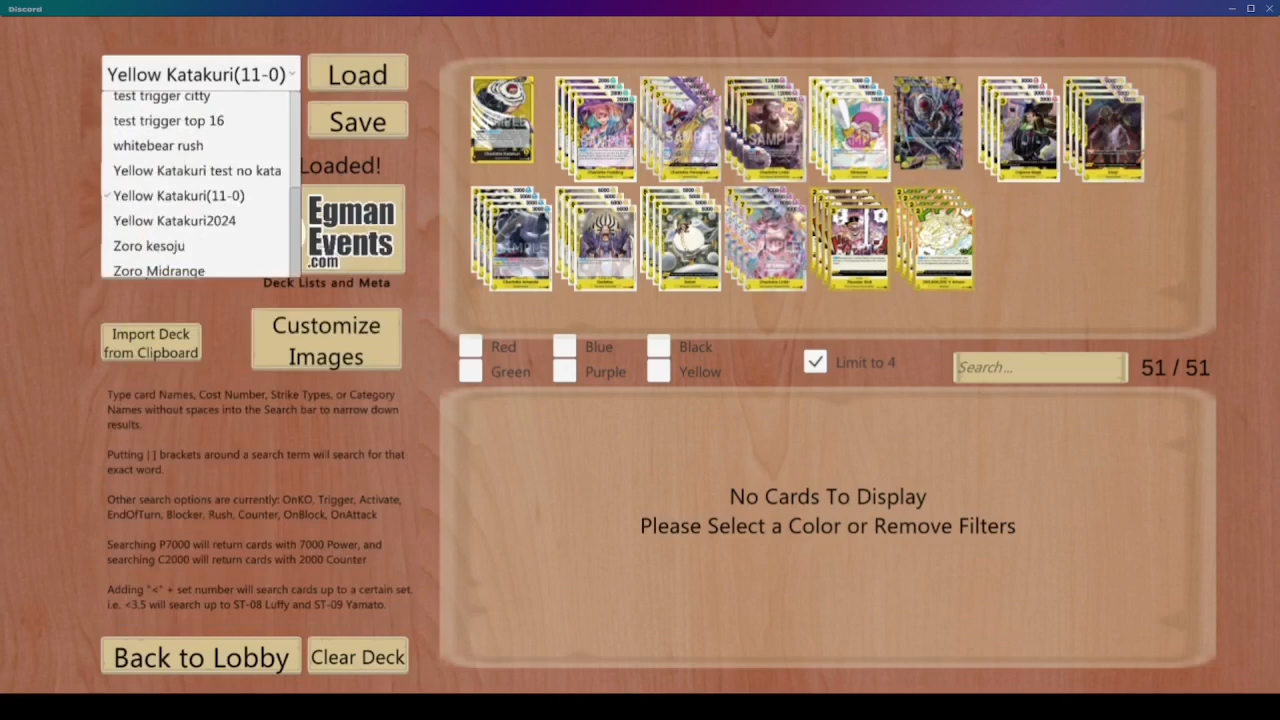 Discord
Yellow Katakuri(11-0)
Load
test trigger citty
test trigger top 16
whitebear rush
Yellow Katakuri test no kata
Yellow Katakuri(11-0)
Yellow Katakuri2024
Zoro kesoju
Zoro Midrange
Save
Loaded!
Egman
Events
.com
Deck Lists and Meta
Import Deck
from Clipboard
Customize
Images
Red
Blue
Black
Green
Purple
Yellow
Limit to 4
Search...
51 / 51
Type card Names, Cost Number, Strike Types, or Category
Names without spaces into the Search bar to narrow down
results.
Putting [ ] brackets around a search term will search for that
exact word.
Other search options are currently: OnKO, Trigger, Activate,
EndOfTurn, Blocker, Rush, Counter, OnBlock, OnAttack
Searching P7000 will return cards with 7000 Power, and
searching C2000 will return cards with 2000 Counter
Adding "<" + set number will search cards up to a certain set.
i.e. <3.5 will search up to ST-08 Luffy and ST-09 Yamato.
No Cards To Display
Please Select a Color or Remove Filters
Back to Lobby
Clear Deck